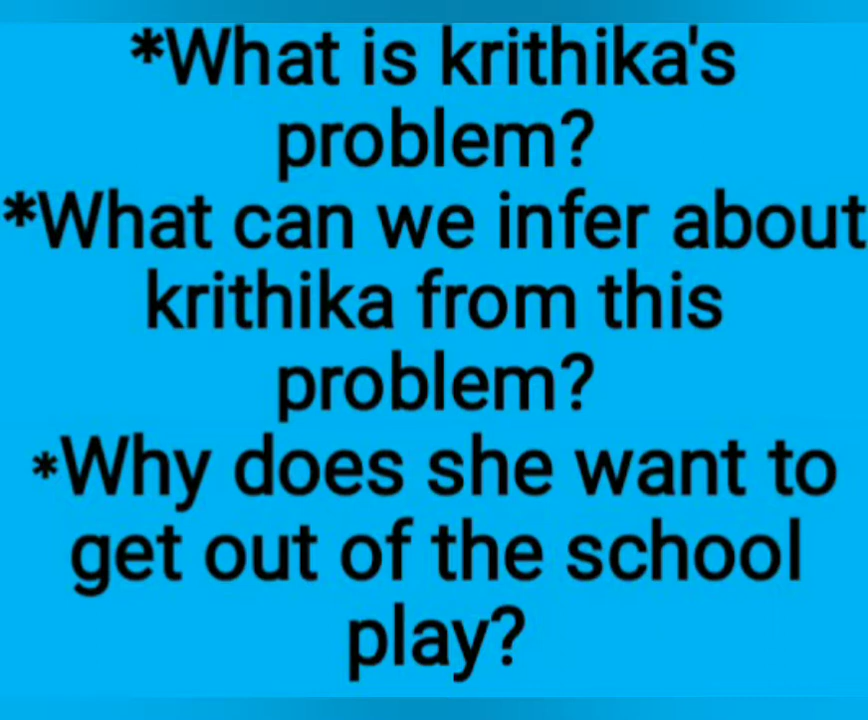 *What is krithika's
problem?
*What can we infer about
krithika from this
problem?
*Why does she want to
get out of the school
play?